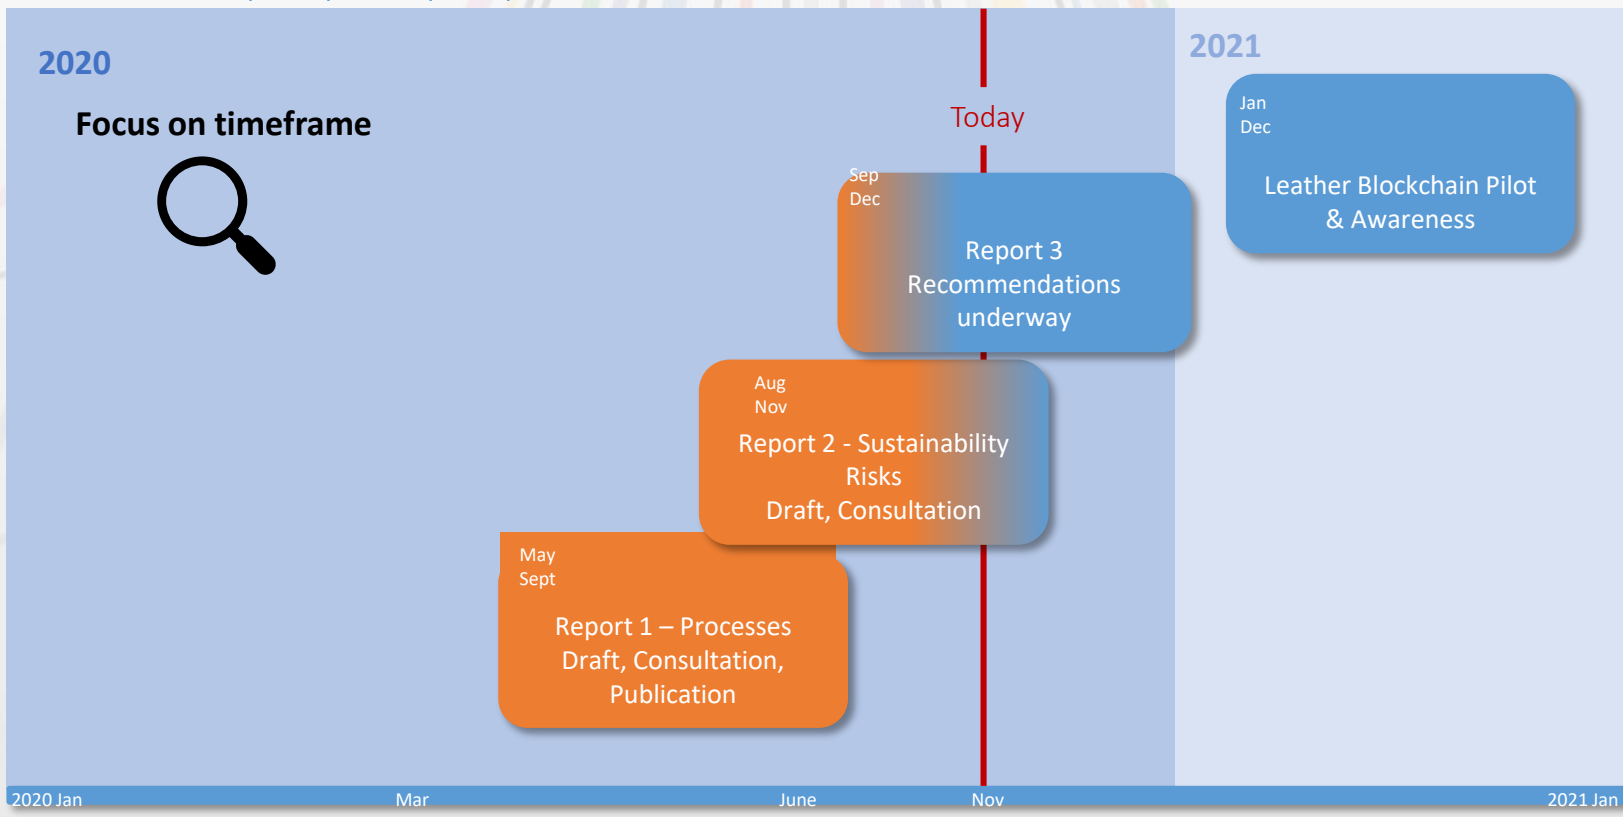 2020
2021
Focus on timeframe
Today
Jan
Dec
Leather Blockchain Pilot
& Awareness
Sep
Dec
Report 3
Recommendations
underway
Aug
Nov
Report 2 - Sustainability
Risks
Draft, Consultation
May
Sept
Report 1 – Processes
Draft, Consultation,
Publication
2020 Jan
Mar
June
Nov
2021 Jan